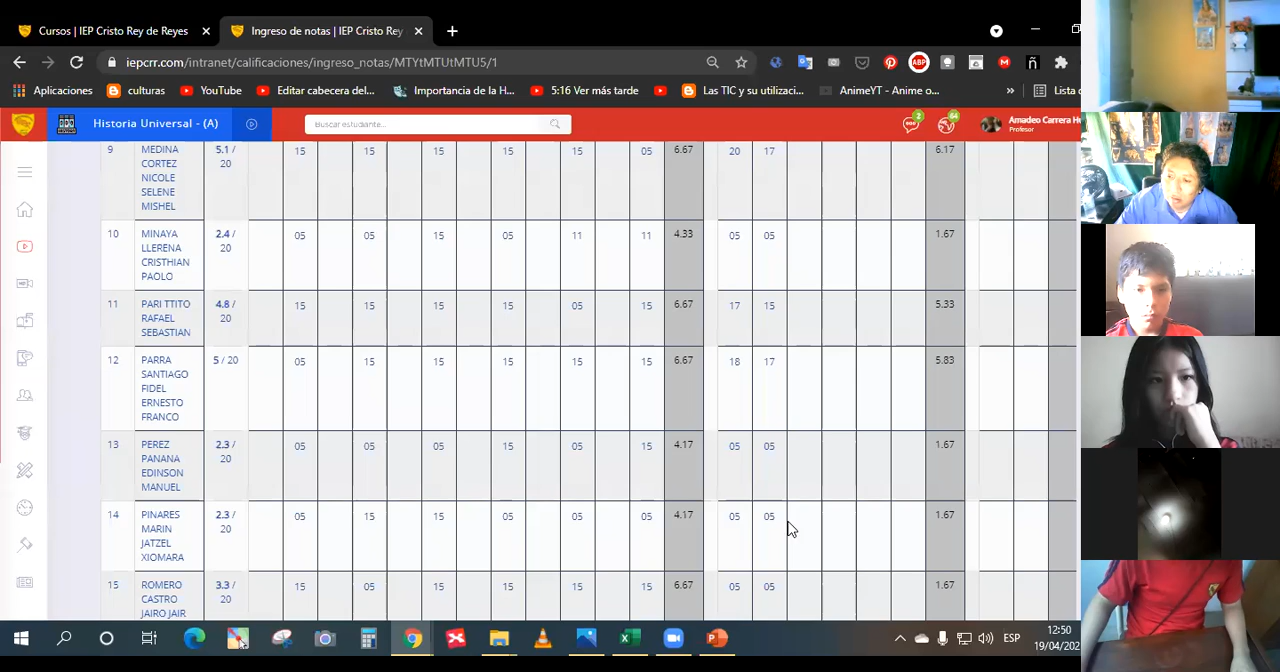 Cursos | IEP Cristo Rey de Reyes
Ingreso de notas | IEP Cristo Rey
iepcrr.com/intranet/calificaciones/ingreso_notas/MTYtMTUtMTU5/1
Aplicaciones culturas YouTube Editar cabecera del... Importancia de la H... 5:16 Ver más tarde Las TIC y su utilizaci... AnimeYT - Anime o... » Lista
ABP ñ
Historia Universal - (A) Buscar estudiante... 2 64 Amadeo Carrera
Profesor
9 MEDINA 5.1 / 15 15 15 15 15 05 6.67 20 17 6.17
CORTEZ 20
NICOLE
SELENE
MISHEL
10 MINAYA 2.4 / 05 05 15 05 11 11 4.33 05 05 1.67
LLERENA 20
CRISTHIAN
PAOLO
11 PARI TTITO 4.8 / 15 15 15 15 05 15 6.67 17 15 5.33
RAFAEL 20
SEBASTIAN
12 PARRA 5 / 20 05 15 15 15 15 15 6.67 18 17 5.83
SANTIAGO
FIDEL
ERNESTO
FRANCO
13 PEREZ 2.3 / 05 05 05 15 05 15 4.17 05 05 1.67
PANANA 20
EDINSON
MANUEL
14 PINARES 2.3 / 05 15 15 05 05 05 4.17 05 05 1.67
MARIN 20
JATZEL
XIOMARA
15 ROMERO 3.3 / 15 05 15 15 15 15 6.67 05 05 1.67
CASTRO 20
JAIRO JAIR
ESP 12:50
19/04/202